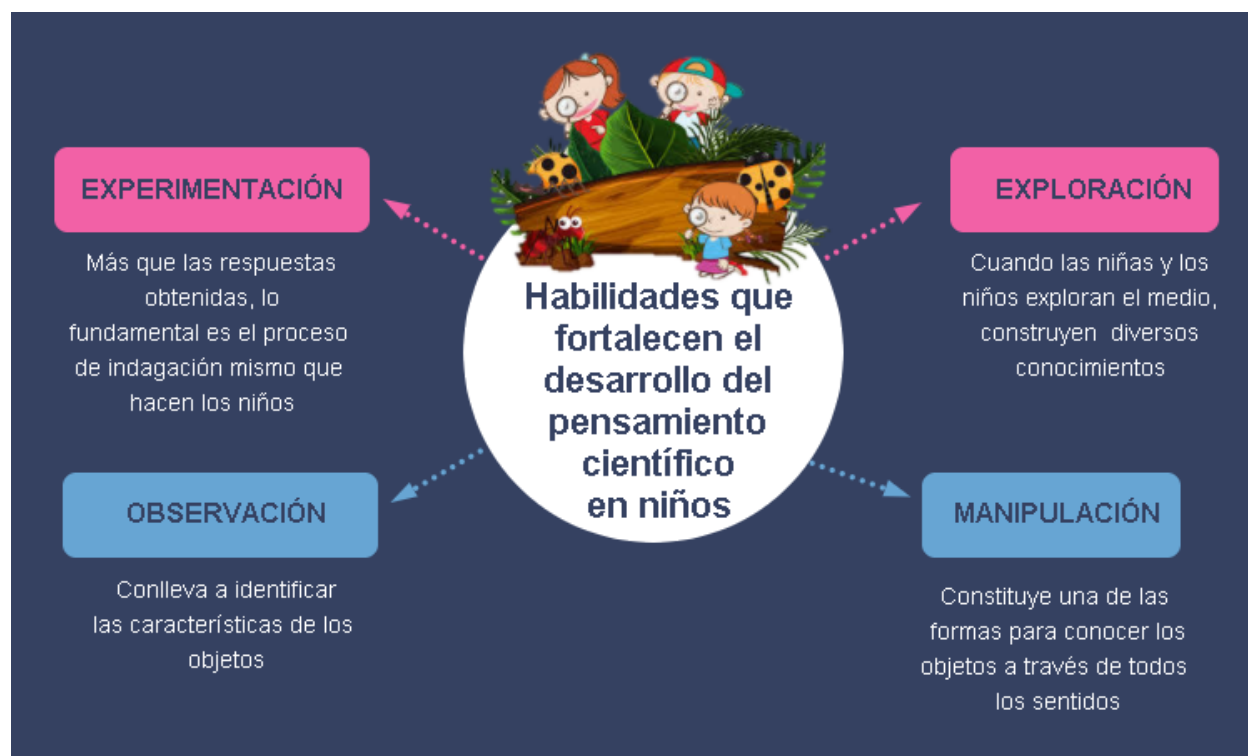 EXPERIMENTACIÓN
Más que las respuestas
obtenidas, lo
fundamental es el proceso
de indagación mismo que
hacen los niños
EXPLORACIÓN
Cuando las niñas y los
niños exploran el medio,
construyen diversos
conocimientos
Habilidades que
fortalecen el
desarrollo del
pensamiento
científico
en niños
OBSERVACIÓN
Conlleva a identificar
las características de los
objetos
MANIPULACIÓN
Constituye una de las
formas para conocer los
objetos a través de todos
los sentidos